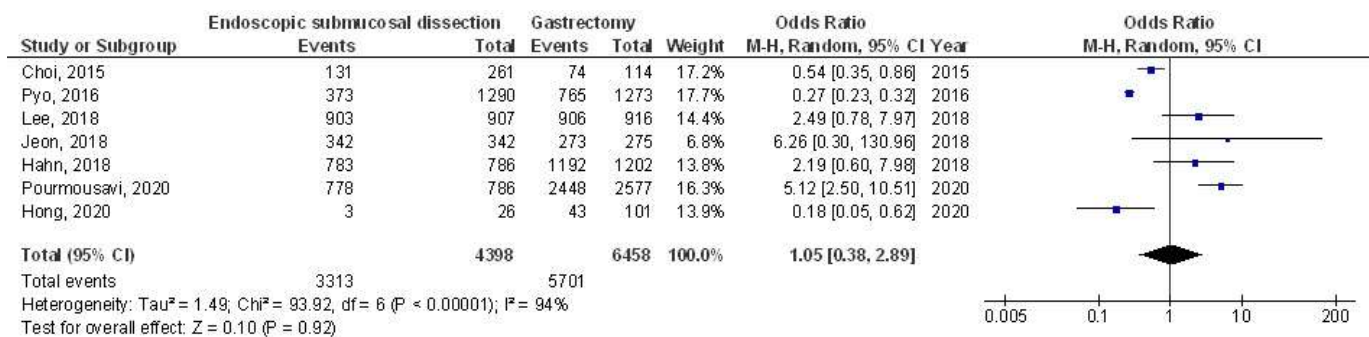 Endoscopic submucosal dissection Gastrectomy Odds Ratio Odds Ratio
Study or Subgroup Events Total Events Total Weight M-H, Random, 95% CI Year M-H, Random, 95% CI
Choi, 2015 131 261 74 114 17.2% 0.54 [0.35, 0.86] 2015
Pyo, 2016 373 1290 765 1273 17.7% 0.27 [0.23, 0.32] 2016
Lee, 2018 903 907 906 916 14.4% 2.49 [0.78, 7.97] 2018
Jeon, 2018 342 342 273 275 6.8% 6.26 [0.30, 130.96] 2018
Hahn, 2018 783 786 1192 1202 13.8% 2.19 [0.60, 7.98] 2018
Pourmousavi, 2020 778 786 2448 2577 16.3% 5.12 [2.50, 10.51] 2020
Hong, 2020 3 26 43 101 13.9% 0.18 [0.05, 0.62] 2020
Total (95% CI) 4398 6458 100.0% 1.05 [0.38, 2.89]
Total events 3313 5701
Heterogeneity: Tau² = 1.49; Chi² = 93.92, df = 6 (P < 0.00001); I² = 94%
Test for overall effect: Z = 0.10 (P = 0.92)
0.005 0.1 1 10 200